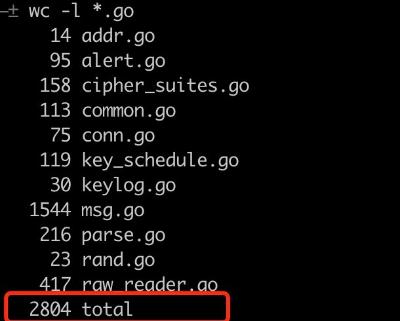 –± wc -l *.go
14 addr.go
95 alert.go
158 cipher_suites.go
113 common.go
75 conn.go
119 key_schedule.go
30 keylog.go
1544 msg.go
216 parse.go
23 rand.go
417 raw_reader.go
2804 total